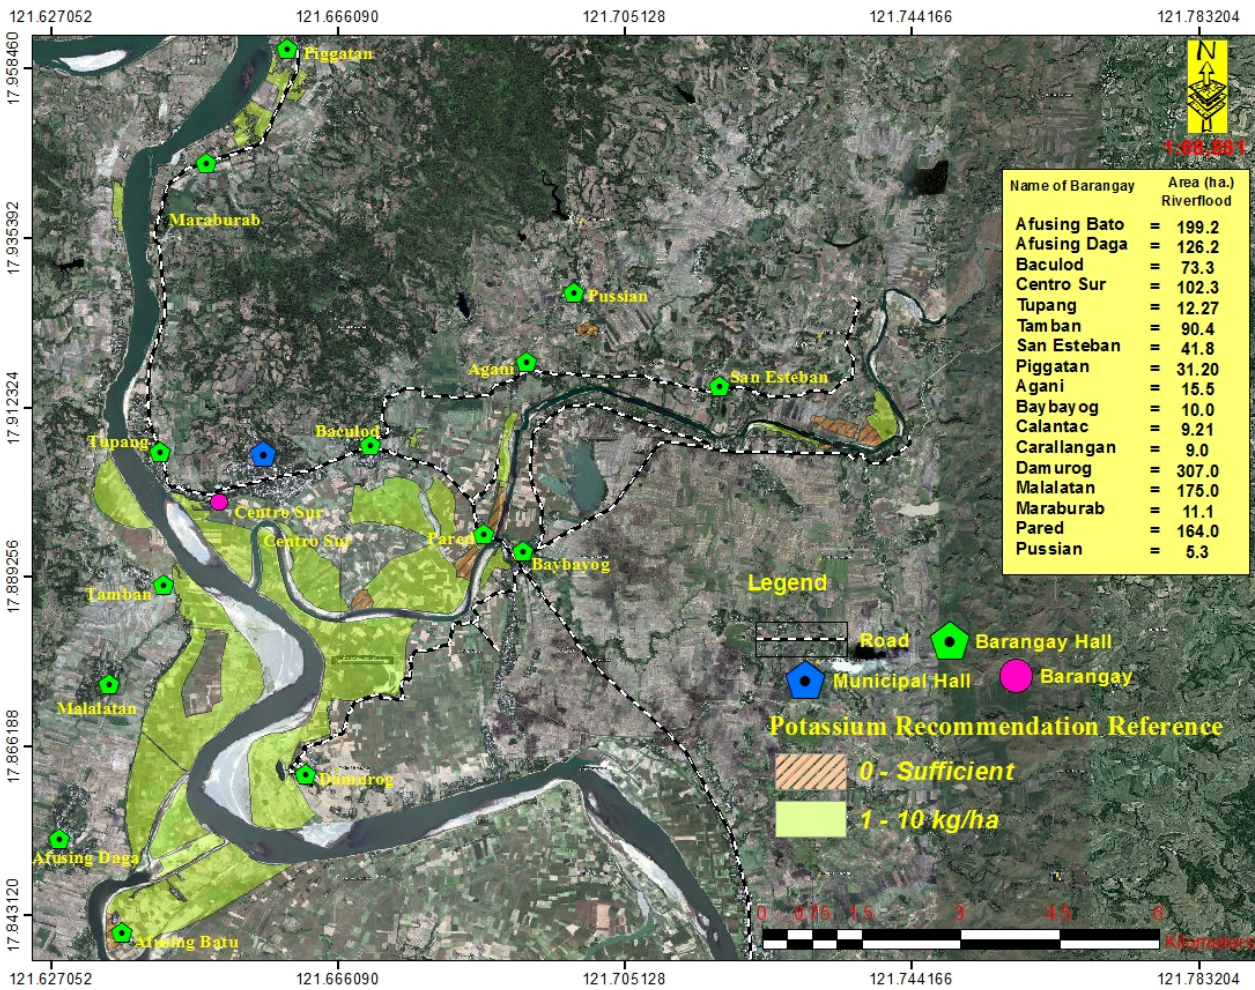 121.627052 121.666090 121.705128 121.744166 121.783204
17.958460
17.935392
17.912324
17.889256
17.866188
17.843120
N
1:68,861
Name of Barangay Area (ha.) Riverflood
Afusing Bato = 199.2
Afusing Daga = 126.2
Baculod = 73.3
Centro Sur = 102.3
Tupang = 12.27
Tamban = 90.4
San Esteban = 41.8
Piggatan = 31.20
Agani = 15.5
Baybayog = 10.0
Calantac = 9.21
Carallangan = 9.0
Damurog = 307.0
Malalatan = 175.0
Maraburab = 11.1
Pared = 164.0
Pussian = 5.3
Piggatan
Maraburab
Pussian
Agani
San Esteban
Tupang
Baculod
Centro Sur
Centro Sur
Pared
Baybayog
Tamban
Malalatan
Damurog
Afusing Daga
Afusing Batu
Legend
Road
Barangay Hall
Municipal Hall
Barangay
Potassium Recommendation Reference
0 - Sufficient
1 - 10 kg/ha
0 0.75 1.5 3 4.5 6
Kilometers
121.627052 121.666090 121.705128 121.744166 121.783204